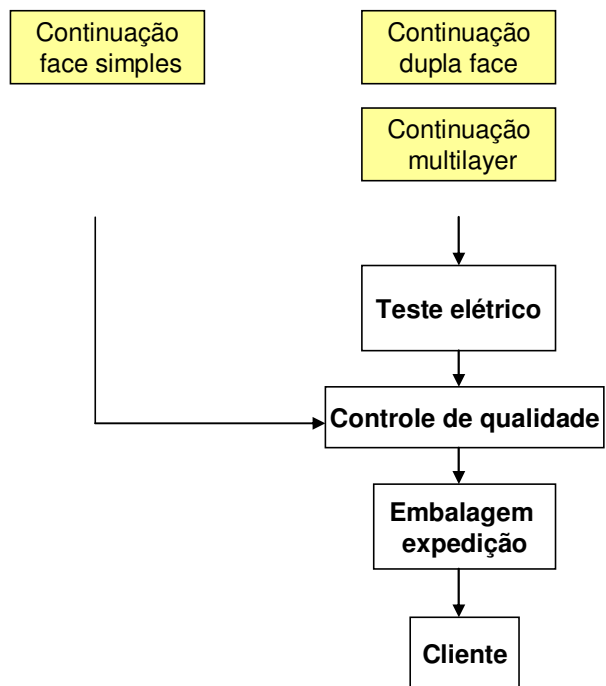 Continuação
face simples
Continuação
dupla face
Continuação
multilayer
Teste elétrico
Controle de qualidade
Embalagem
expedição
Cliente